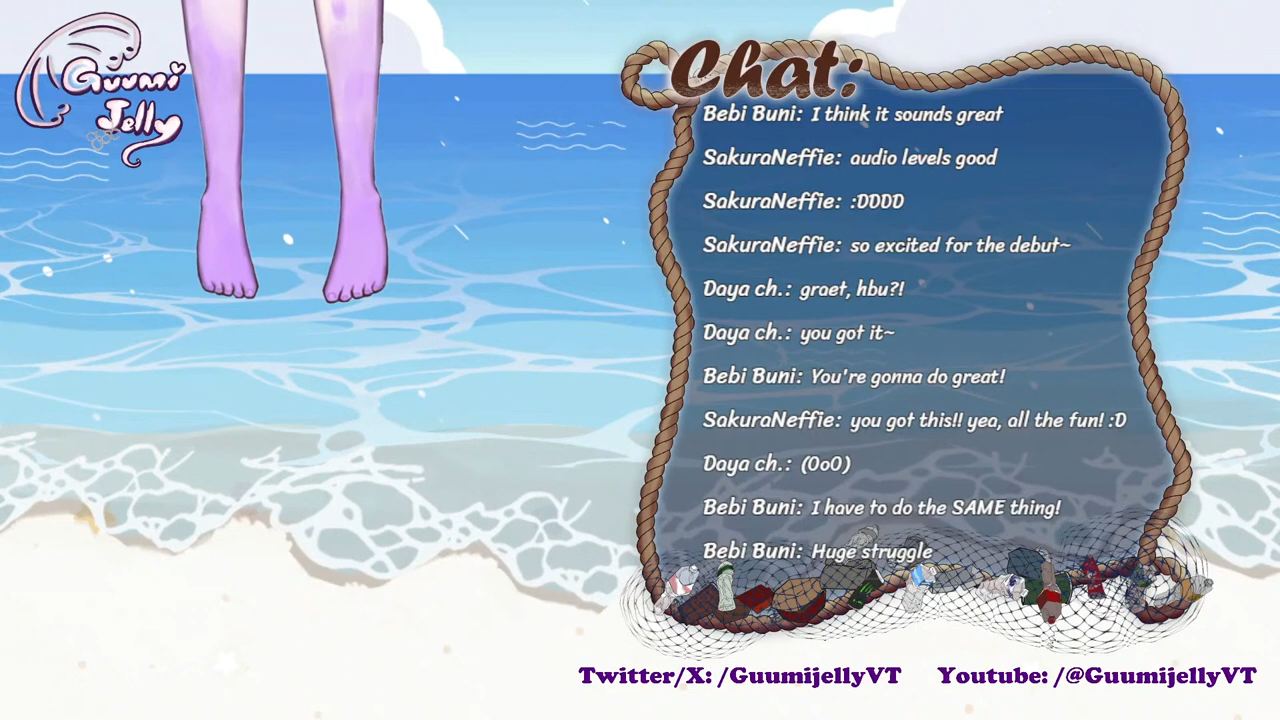 Guumi
Jelly
Chat:
Bebi Buni: I think it sounds great
SakuraNeffie: audio levels good
SakuraNeffie: :DDDD
SakuraNeffie: so excited for the debut~
Daya ch.: graet, hbu?!
Daya ch.: you got it~
Bebi Buni: You're gonna do great!
SakuraNeffie: you got this!! yea, all the fun! :D
Daya ch.: (OoO)
Bebi Buni: I have to do the SAME thing!
Bebi Buni: Huge struggle
Twitter/X: /GuumijellyVT Youtube: /@GuumijellyVT